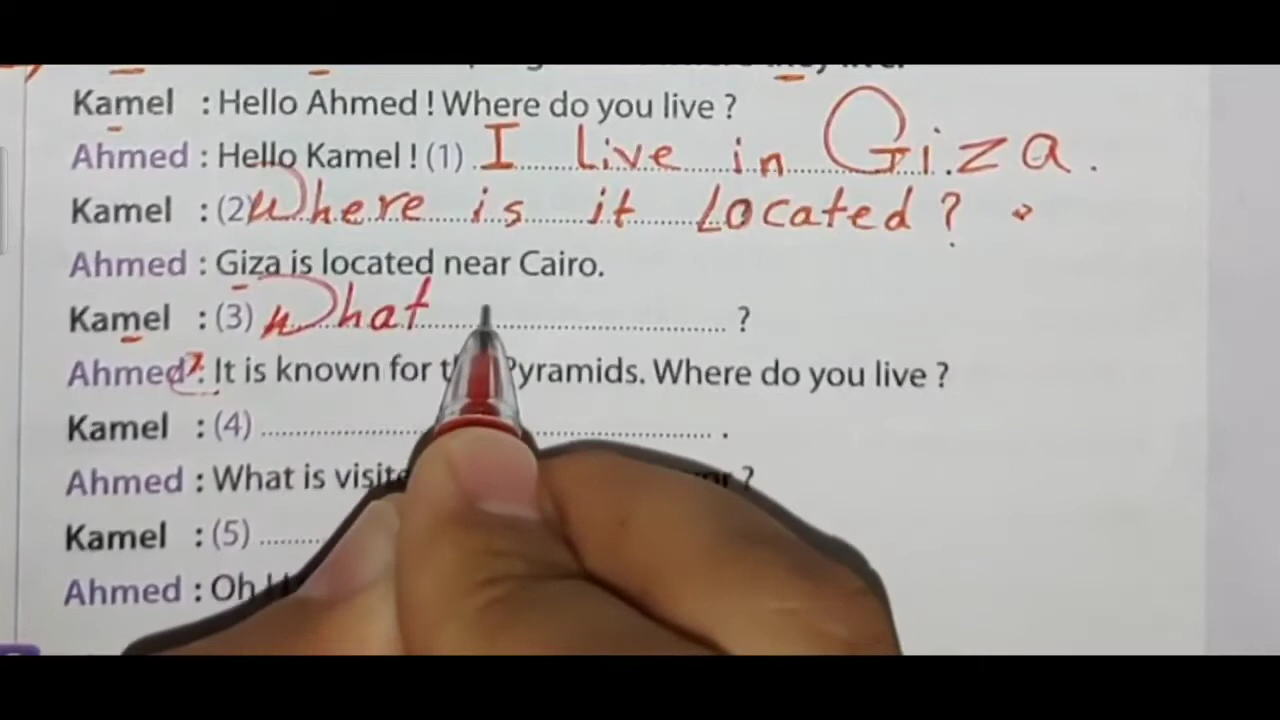 Kamel : Hello Ahmed ! Where do you live ?
Ahmed : Hello Kamel ! (1) I Live in Giza .
Kamel : (2) Where is it Located ?
Ahmed : Giza is located near Cairo.
Kamel : (3) What ?
Ahmed : It is known for Pyramids. Where do you live ?
Kamel : (4) .
Ahmed : What is ?
Kamel : (5)
Ahmed : Oh